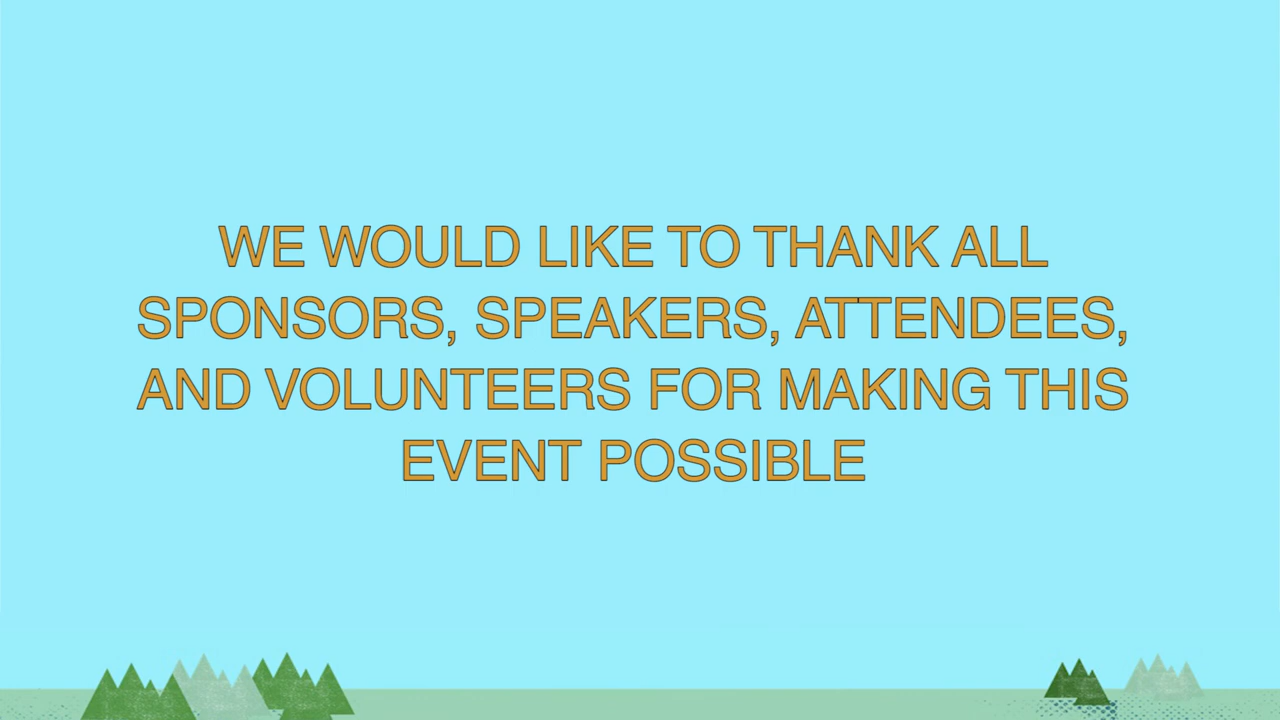 WE WOULD LIKE TO THANK ALL
SPONSORS, SPEAKERS, ATTENDEES,
AND VOLUNTEERS FOR MAKING THIS
EVENT POSSIBLE